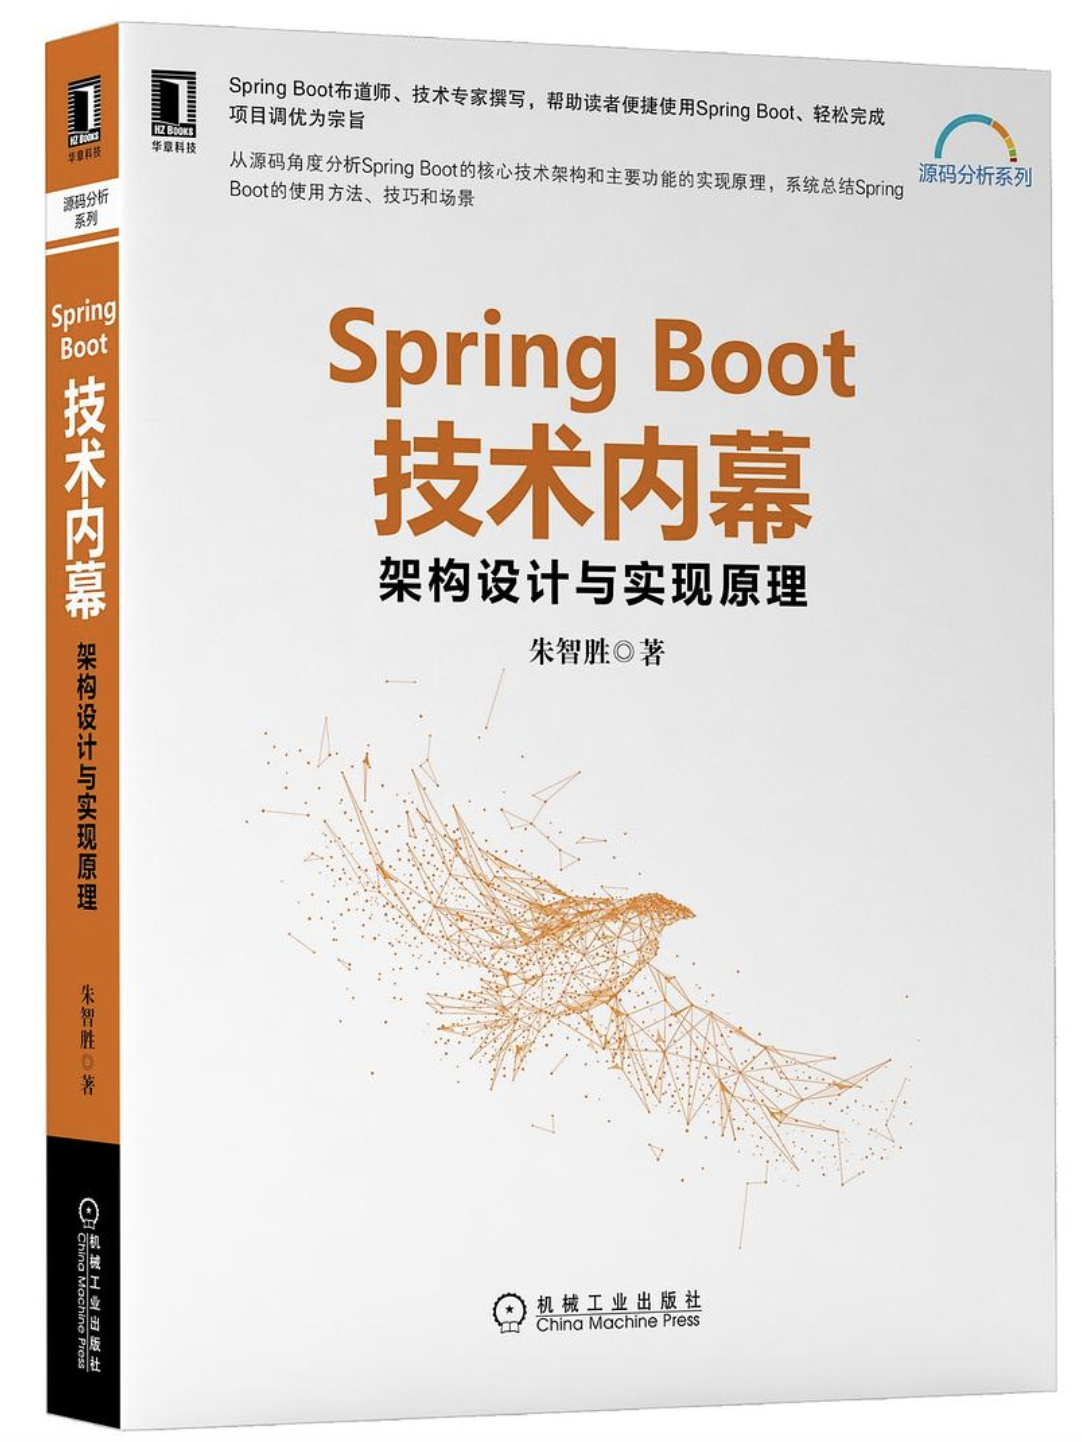 HZ BOOKS
华章科技
源码分析
系列
Spring
Boot
技术内幕
架构设计与实现原理
朱智胜◎著
机械工业出版社
China Machine Press
HZ BOOKS
华章科技
Spring Boot布道师、技术专家撰写，帮助读者便捷使用Spring Boot、轻松完成
项目调优为宗旨
从源码角度分析Spring Boot的核心技术架构和主要功能的实现原理，系统总结Spring
Boot的使用方法、技巧和场景
源码分析系列
Spring Boot
技术内幕
架构设计与实现原理
朱智胜◎著
机械工业出版社
China Machine Press